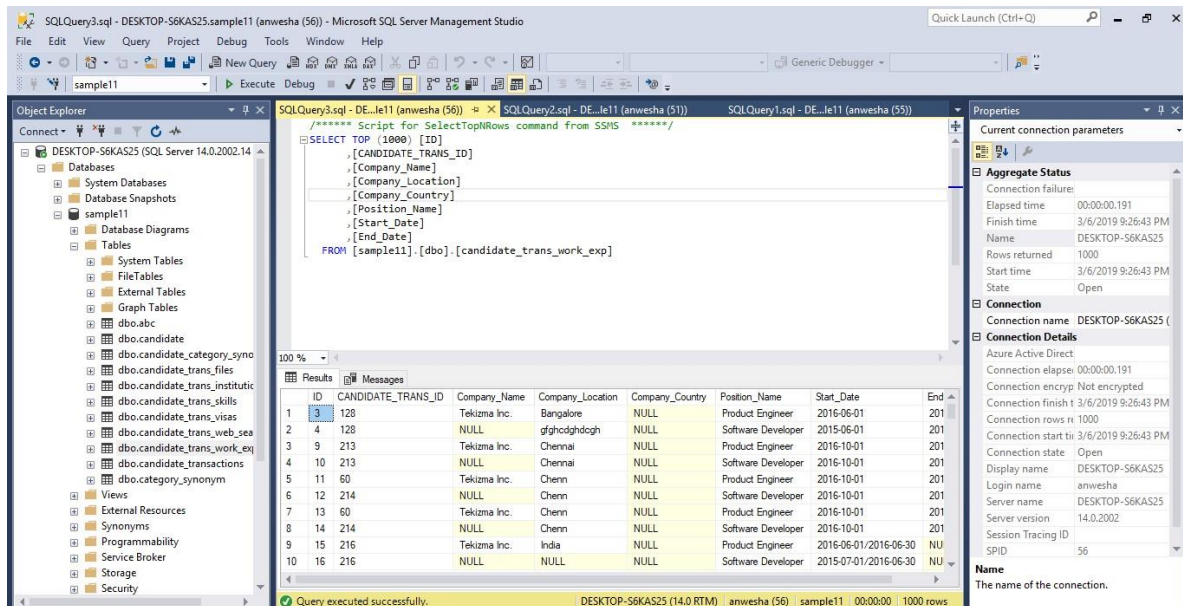 SQLQuery3.sql - DESKTOP-S6KAS25.sample11 (anwesha (56)) - Microsoft SQL Server Management Studio
Quick Launch (Ctrl+Q)
File Edit View Query Project Debug Tools Window Help
New Query
Generic Debugger
sample11
Execute Debug
Object Explorer
Connect
DESKTOP-S6KAS25 (SQL Server 14.0.2002.14
Databases
System Databases
Database Snapshots
sample11
Database Diagrams
Tables
System Tables
FileTables
External Tables
Graph Tables
dbo.abc
dbo.candidate
dbo.candidate_category_syno
dbo.candidate_trans_files
dbo.candidate_trans_institutio
dbo.candidate_trans_skills
dbo.candidate_trans_visas
dbo.candidate_trans_web_sea
dbo.candidate_trans_work_exp
dbo.candidate_transactions
dbo.category_synonym
Views
External Resources
Synonyms
Programmability
Service Broker
Storage
Security
SQLQuery3.sql - DE...le11 (anwesha (56)) SQLQuery2.sql - DE...le11 (anwesha (51)) SQLQuery1.sql - DE...le11 (anwesha (55))
/****** Script for SelectTopNRows command from SSMS ******/
SELECT TOP (1000) [ID]
,[CANDIDATE_TRANS_ID]
,[Company_Name]
,[Company_Location]
,[Company_Country]
,[Position_Name]
,[Start_Date]
,[End_Date]
FROM [sample11].[dbo].[candidate_trans_work_exp]
100 %
Results Messages
ID CANDIDATE_TRANS_ID Company_Name Company_Location Company_Country Position_Name Start_Date End
1 3 128 Tekizma Inc. Bangalore NULL Product Engineer 2016-06-01 201
2 4 128 NULL gfghcdghdcgh NULL Software Developer 2015-06-01 201
3 9 213 Tekizma Inc. Chennai NULL Product Engineer 2016-10-01 201
4 10 213 NULL Chennai NULL Software Developer 2016-10-01 201
5 11 60 Tekizma Inc. Chenn NULL Product Engineer 2016-10-01 201
6 12 214 NULL Chenn NULL Software Developer 2016-10-01 201
7 13 60 Tekizma Inc. Chenn NULL Product Engineer 2016-10-01 201
8 14 214 NULL Chenn NULL Software Developer 2016-10-01 201
9 15 216 Tekizma Inc. India NULL Product Engineer 2016-06-01/2016-06-30 NU
10 16 216 NULL NULL NULL Software Developer 2015-07-01/2016-06-30 NU
Query executed successfully. DESKTOP-S6KAS25 (14.0 RTM) anwesha (56) sample11 00:00:00 1000 rows
Properties
Current connection parameters
Aggregate Status
Connection failure
Elapsed time 00:00:00.191
Finish time 3/6/2019 9:26:43 PM
Name DESKTOP-S6KAS25
Rows returned 1000
Start time 3/6/2019 9:26:43 PM
State Open
Connection
Connection name DESKTOP-S6KAS25 (
Connection Details
Azure Active Direct
Connection elapse 00:00:00.191
Connection encryp Not encrypted
Connection finish t 3/6/2019 9:26:43 PM
Connection rows re 1000
Connection start ti 3/6/2019 9:26:43 PM
Connection state Open
Display name DESKTOP-S6KAS25
Login name anwesha
Server name DESKTOP-S6KAS25
Server version 14.0.2002
Session Tracing ID
SPID 56
Name
The name of the connection.